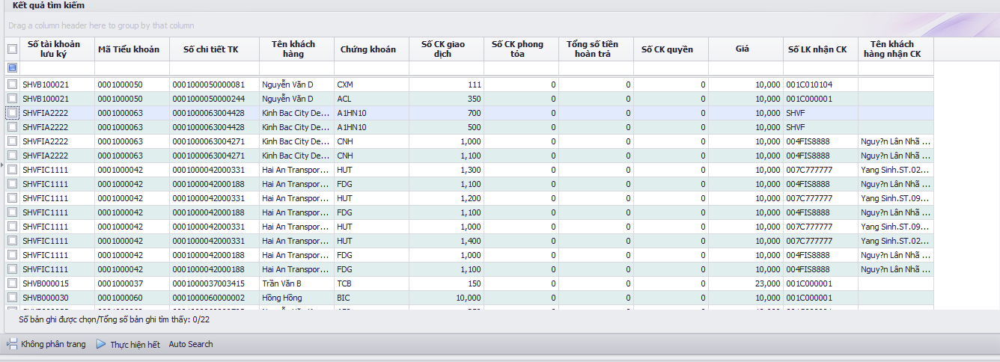 Kết quả tìm kiếm
Drag a column header here to group by that column
Số tài khoản lưu ký Mã Tiểu khoản Số chi tiết TK Tên khách hàng Chứng khoán Số CK giao dịch Số CK phong tỏa Tổng số tiền hoàn trả Số CK quyền Giá Số LK nhận CK Tên khách hàng nhận CK
SHVB100021 0001000050 0001000050000081 Nguyễn Văn D CXM 111 0 0 0 10,000 001C010104
SHVB100021 0001000050 0001000050000244 Nguyễn Văn D ACL 350 0 0 0 10,000 001C000001
SHVFIA2222 0001000063 0001000063004428 Kinh Bac City De... A1HN10 700 0 0 0 10,000 SHVF
SHVFIA2222 0001000063 0001000063004428 Kinh Bac City De... A1HN10 500 0 0 0 10,000 SHVF
SHVFIA2222 0001000063 0001000063004271 Kinh Bac City De... CNH 1,000 0 0 0 10,000 004FIS8888 Nguy?n Lân Nhã ...
SHVFIA2222 0001000063 0001000063004271 Kinh Bac City De... CNH 1,100 0 0 0 10,000 004FIS8888 Nguy?n Lân Nhã ...
SHVFIC1111 0001000042 0001000042000331 Hai An Transpor... HUT 1,300 0 0 0 10,000 007C777777 Yang Sinh.ST.02...
SHVFIC1111 0001000042 0001000042000188 Hai An Transpor... FDG 1,100 0 0 0 10,000 004FIS8888 Nguy?n Lân Nhã ...
SHVFIC1111 0001000042 0001000042000331 Hai An Transpor... HUT 1,200 0 0 0 10,000 007C777777 Yang Sinh.ST.09...
SHVFIC1111 0001000042 0001000042000188 Hai An Transpor... FDG 1,100 0 0 0 10,000 004FIS8888 Nguy?n Lân Nhã ...
SHVFIC1111 0001000042 0001000042000331 Hai An Transpor... HUT 1,000 0 0 0 10,000 007C777777 Yang Sinh.ST.09...
SHVFIC1111 0001000042 0001000042000331 Hai An Transpor... HUT 1,400 0 0 0 10,000 007C777777 Yang Sinh.ST.02...
SHVFIC1111 0001000042 0001000042000188 Hai An Transpor... FDG 1,000 0 0 0 10,000 004FIS8888 Nguy?n Lân Nhã ...
SHVFIC1111 0001000042 0001000042000188 Hai An Transpor... FDG 1,100 0 0 0 10,000 004FIS8888 Nguy?n Lân Nhã ...
SHVB000015 0001000037 0001000037003415 Trần Văn B TCB 150 0 0 0 23,000 001C000001
SHVB000030 0001000060 0001000060000002 Hồng Hồng BIC 10,000 0 0 0 10,000 001C000001
Số bản ghi được chọn/Tổng số bản ghi tìm thấy: 0/22
Không phân trang Thực hiện hết Auto Search